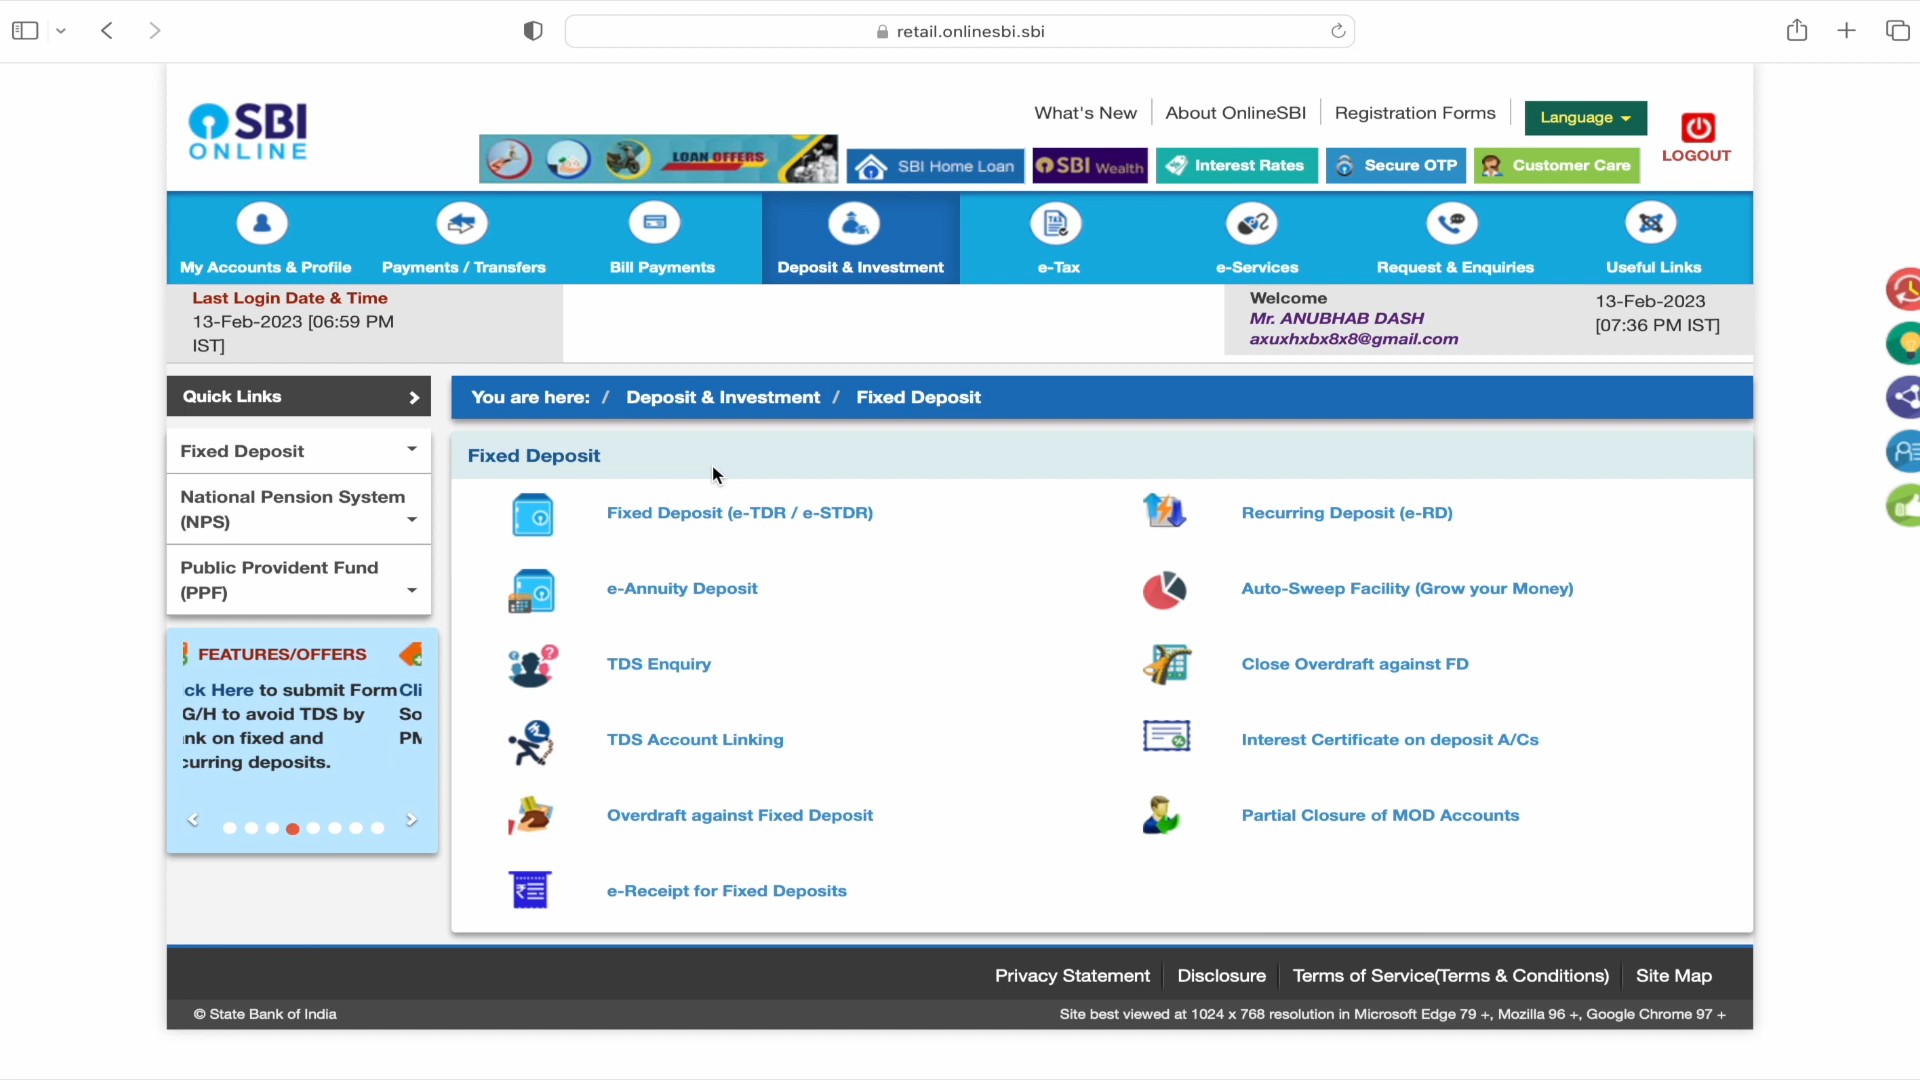 retail.onlinesbi.sbi
SBI
ONLINE
What's New
About OnlineSBI
Registration Forms
Language
LOGOUT
LOAN OFFERS
SBI Home Loan
SBI Wealth
Interest Rates
Secure OTP
Customer Care
My Accounts & Profile
Payments / Transfers
Bill Payments
Deposit & Investment
e-Tax
e-Services
Request & Enquiries
Useful Links
Last Login Date & Time
13-Feb-2023 [06:59 PM
IST]
Welcome
Mr. ANUBHAB DASH
axuxhxbx8x8@gmail.com
13-Feb-2023
[07:36 PM IST]
Quick Links
You are here: / Deposit & Investment / Fixed Deposit
Fixed Deposit
National Pension System
(NPS)
Public Provident Fund
(PPF)
FEATURES/OFFERS
ck Here to submit Form
G/H to avoid TDS by
nk on fixed and
curring deposits.
Cli
So
PM
Fixed Deposit
Fixed Deposit (e-TDR / e-STDR)
Recurring Deposit (e-RD)
e-Annuity Deposit
Auto-Sweep Facility (Grow your Money)
TDS Enquiry
Close Overdraft against FD
TDS Account Linking
Interest Certificate on deposit A/Cs
Overdraft against Fixed Deposit
Partial Closure of MOD Accounts
e-Receipt for Fixed Deposits
Privacy Statement
Disclosure
Terms of Service(Terms & Conditions)
Site Map
© State Bank of India
Site best viewed at 1024 x 768 resolution in Microsoft Edge 79 +, Mozilla 96 +, Google Chrome 97 +